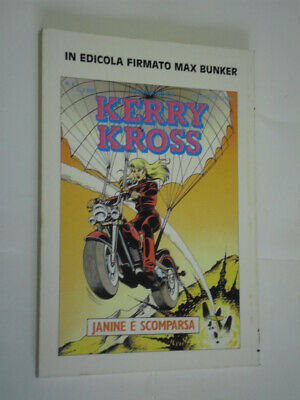 IN EDICOLA FIRMATO MAX BUNKER
KERRY
KROSS
JANINE E SCOMPARSA